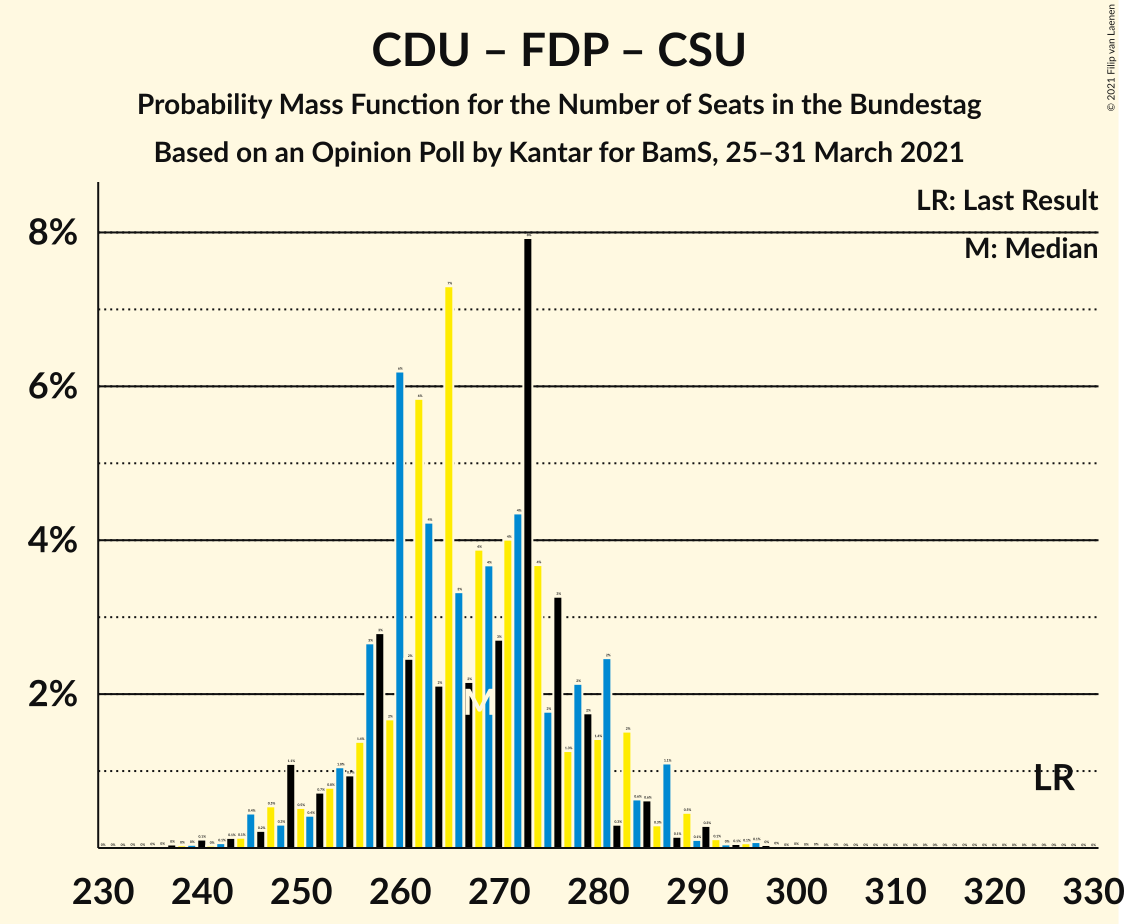 CDU – FDP – CSU
Probability Mass Function for the Number of Seats in the Bundestag
Based on an Opinion Poll by Kantar for BamS, 25–31 March 2021
© 2021 Filip van Laenen
LR: Last Result
M: Median
8%
6%
4%
2%
M
LR
230 240 250 260 270 280 290 300 310 320 330